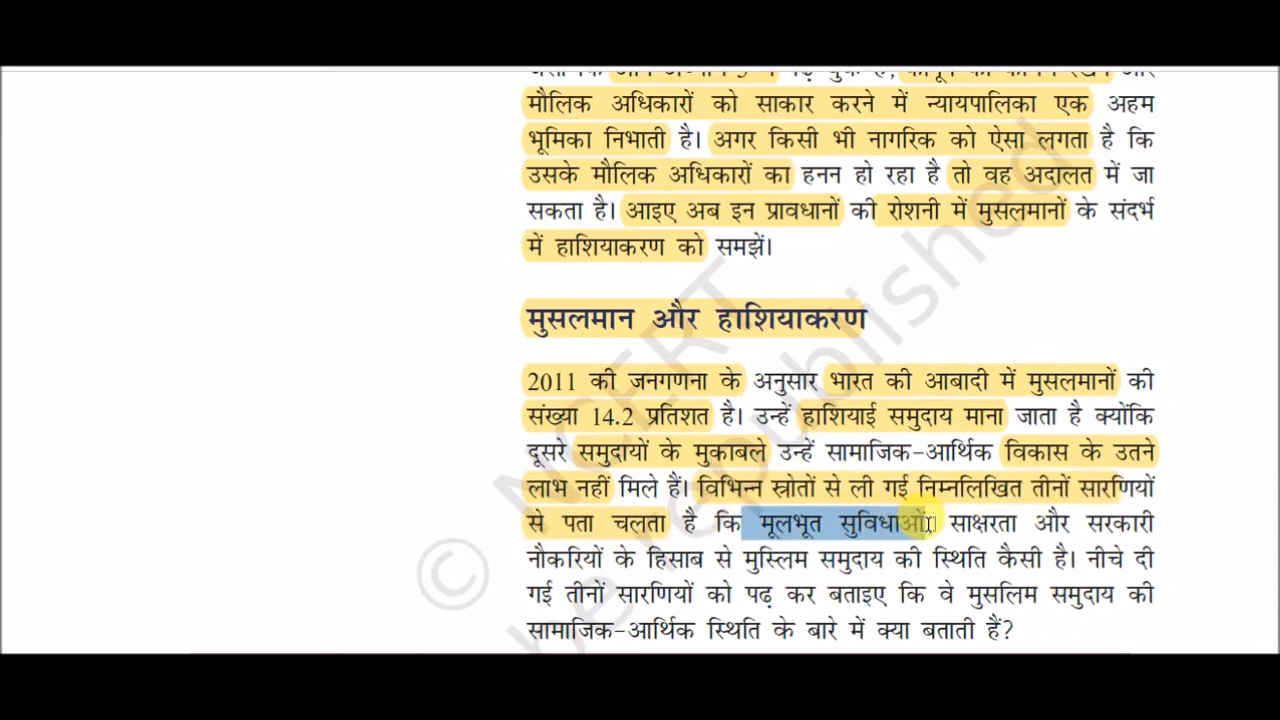 मौलिक अधिकारों को साकार करने में न्यायपालिका एक अहम
भूमिका निभाती है। अगर किसी भी नागरिक को ऐसा लगता है कि
उसके मौलिक अधिकारों का हनन हो रहा है तो वह अदालत में जा
सकता है। आइए अब इन प्रावधानों की रोशनी में मुसलमानों के संदर्भ
में हाशियाकरण को समझें।
मुसलमान और हाशियाकरण
2011 की जनगणना के अनुसार भारत की आबादी में मुसलमानों की
संख्या 14.2 प्रतिशत है। उन्हें हाशियाई समुदाय माना जाता है क्योंकि
दूसरे समुदायों के मुकाबले उन्हें सामाजिक-आर्थिक विकास के उतने
लाभ नहीं मिले हैं। विभिन्न स्रोतों से ली गई निम्नलिखित तीनों सारणियों
से पता चलता है कि मूलभूत सुविधाओं, साक्षरता और सरकारी
नौकरियों के हिसाब से मुस्लिम समुदाय की स्थिति कैसी है। नीचे दी
गई तीनों सारणियों को पढ़ कर बताइए कि वे मुसलिम समुदाय की
सामाजिक-आर्थिक स्थिति के बारे में क्या बताती हैं?
© NCERT
be republished